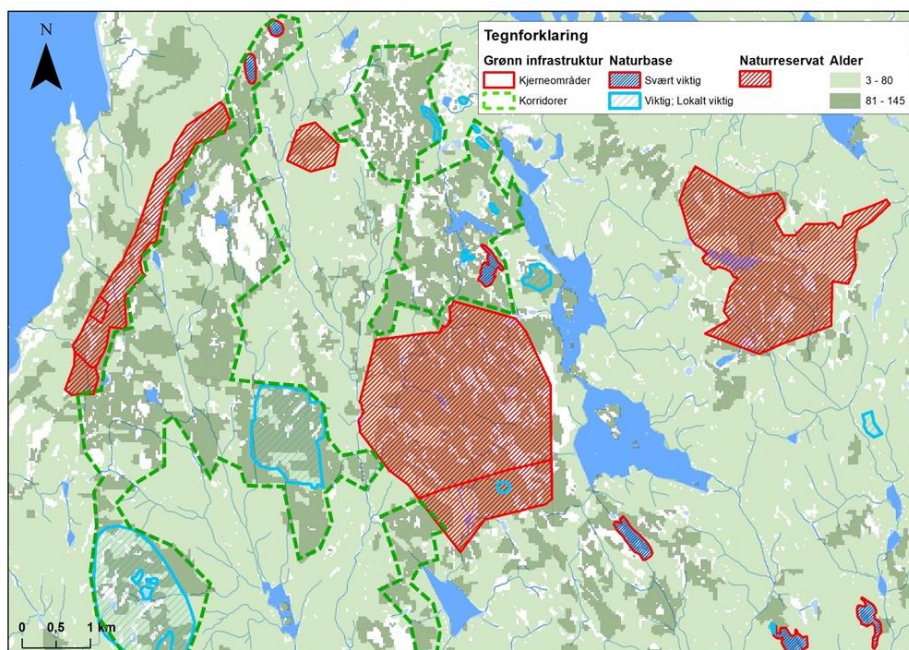 N
Tegnforklaring
Grønn infrastruktur Naturbase Naturreservat Alder
Kjerneområder Svært viktig 3 - 80
Korridorer Viktig; Lokalt viktig 81 - 145
0 0,5 1 km